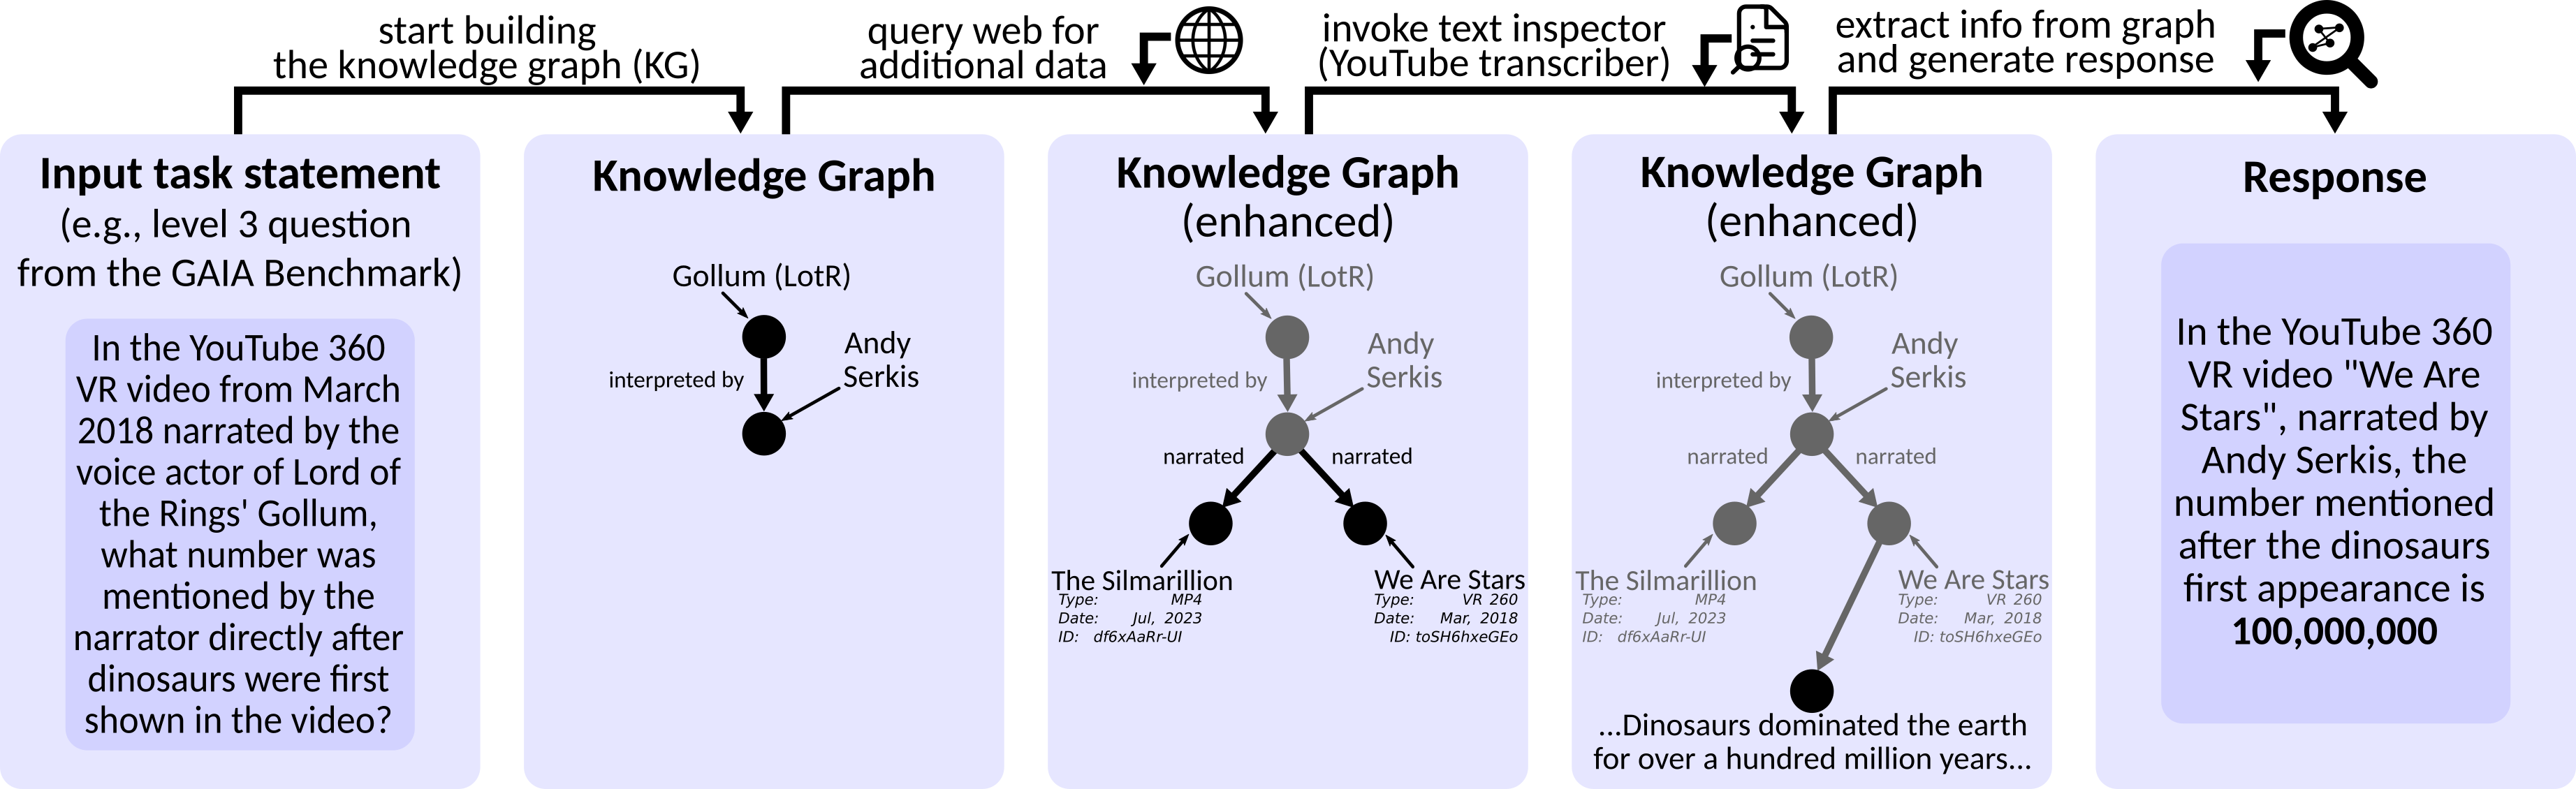 start building
the knowledge graph (KG)
query web for
additional data
invoke text inspector
(YouTube transcriber)
extract info from graph
and generate response
Input task statement
(e.g., level 3 question
from the GAIA Benchmark)
In the YouTube 360
VR video from March
2018 narrated by the
voice actor of Lord of
the Rings' Gollum,
what number was
mentioned by the
narrator directly after
dinosaurs were first
shown in the video?
Knowledge Graph
Gollum (LotR)
Andy
Serkis
interpreted by
Knowledge Graph
(enhanced)
Gollum (LotR)
Andy
Serkis
interpreted by
narrated
narrated
The Silmarillion
Type: MP4
Date: Jul, 2023
ID: df6xAaRr-UI
We Are Stars
Type: VR 260
Date: Mar, 2018
ID: toSH6hxeGEo
Knowledge Graph
(enhanced)
Gollum (LotR)
Andy
Serkis
interpreted by
narrated
narrated
The Silmarillion
Type: MP4
Date: Jul, 2023
ID: df6xAaRr-UI
We Are Stars
Type: VR 260
Date: Mar, 2018
ID: toSH6hxeGEo
...Dinosaurs dominated the earth
for over a hundred million years...
Response
In the YouTube 360
VR video "We Are
Stars", narrated by
Andy Serkis, the
number mentioned
after the dinosaurs
first appearance is
100,000,000